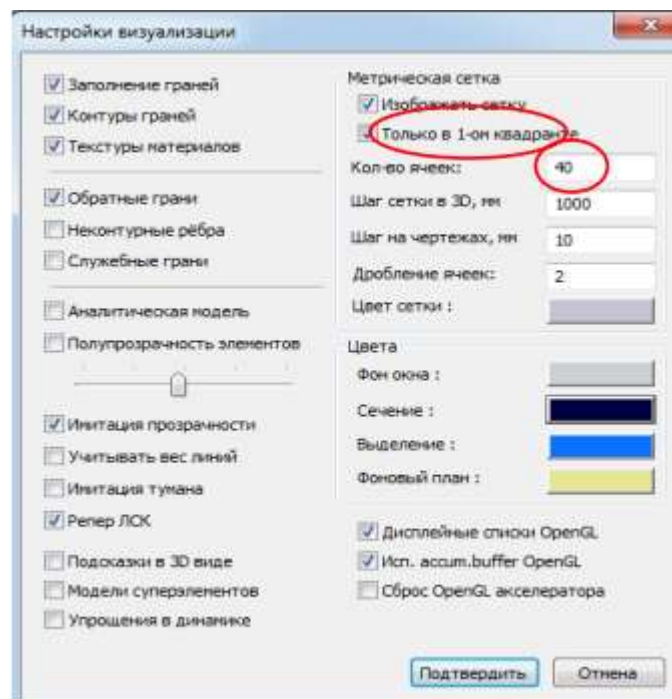 Настройки визуализации
Заполнение граней
Контуры граней
Текстуры материалов
Обратные грани
Неконтурные рёбра
Служебные грани
Аналитическая модель
Полупрозрачность элементов
Имитация прозрачности
Учитывать вес линий
Имитация тумана
Репер ЛСК
Подсказки в 3D виде
Модели суперэлементов
Упрощения в динамике
Метрическая сетка
Изображать сетку
Только в 1-ом квадранте
Кол-во ячеек: 40
Шаг сетки в 3D, мм 1000
Шаг на чертежах, мм 10
Дробление ячеек: 2
Цвет сетки :
Цвета
Фон окна :
Сечение :
Выделение :
Фоновый план :
Дисплейные списки OpenGL
Исп. accum.buffer OpenGL
Сброс OpenGL акселератора
Подтвердить
Отмена